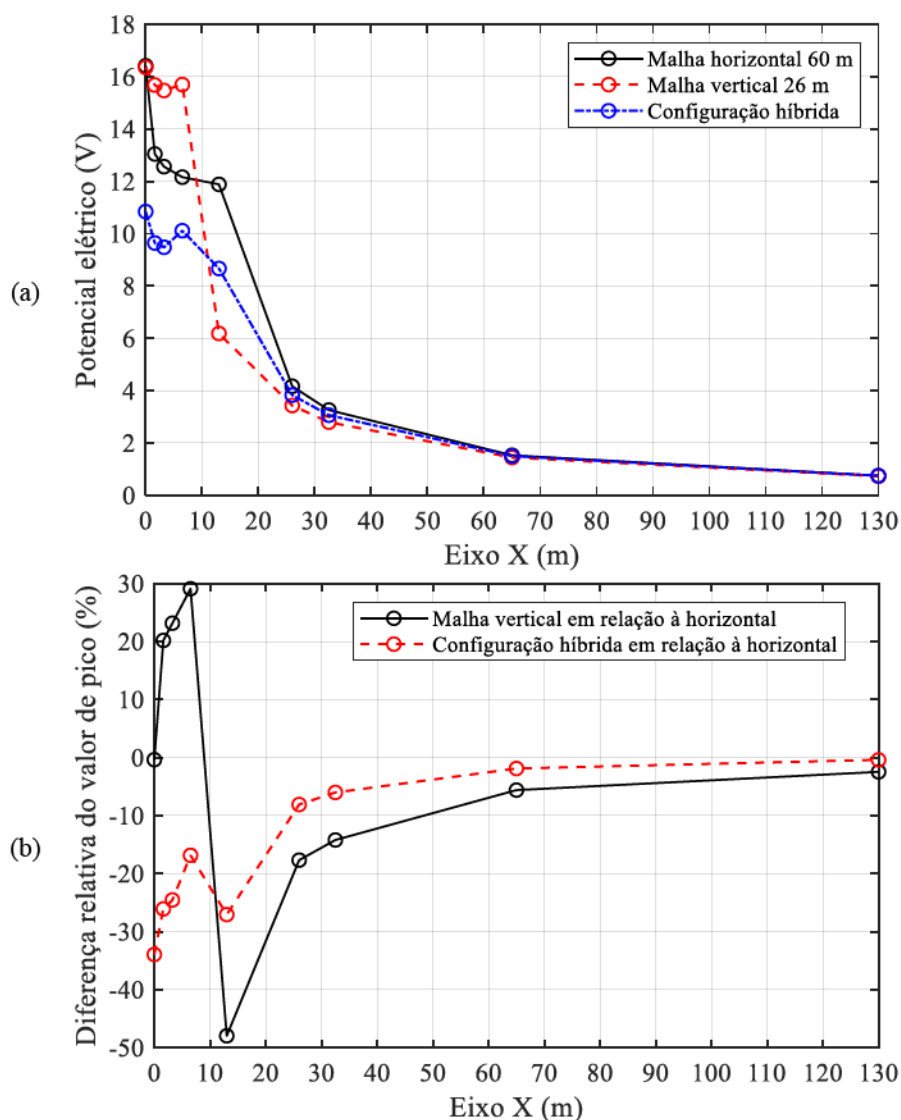 (a)
Potencial elétrico (V)
18
16
14
12
10
8
6
4
2
0
Malha horizontal 60 m
Malha vertical 26 m
Configuração híbrida
0 10 20 30 40 50 60 70 80 90 100 110 120 130
Eixo X (m)
(b)
Diferença relativa do valor de pico (%)
30
20
10
0
-10
-20
-30
-40
-50
Malha vertical em relação à horizontal
Configuração híbrida em relação à horizontal
0 10 20 30 40 50 60 70 80 90 100 110 120 130
Eixo X (m)